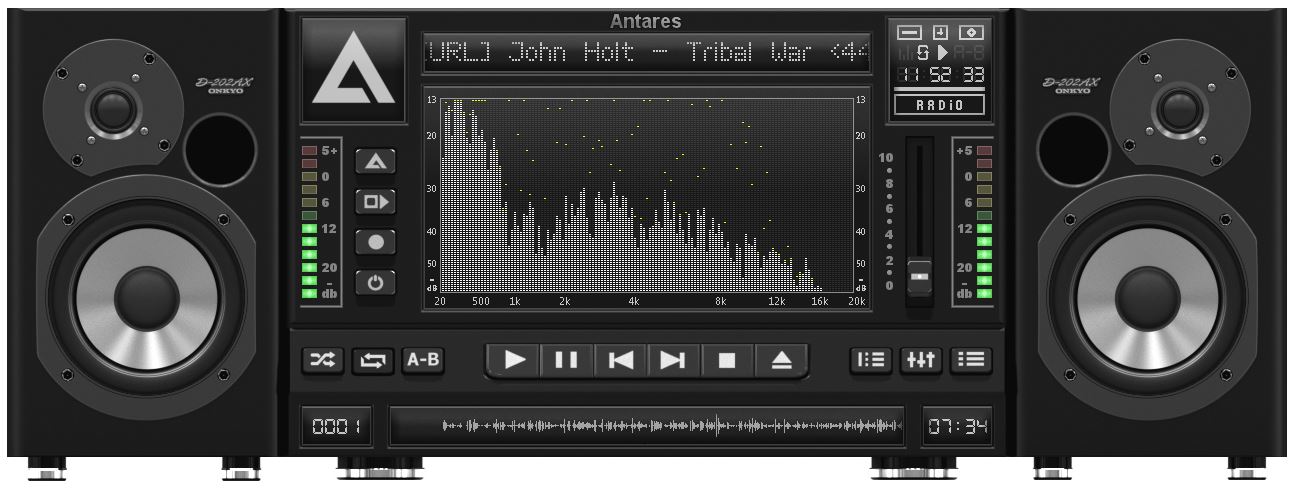 Antares
[URL] John Holt - Tribal War <44
A-B
11:52:33
RADiO
D-202AX
ONKYO
D-202AX
ONKYO
5+
0
6
12
20
-
db
13
20
30
40
50
-
dB
13
20
30
40
50
-
dB
20 500 1k 2k 4k 8k 12k 16k 20k
10
8
6
4
2
0
+5
0
6
12
20
-
db
A-B
0001
07:34